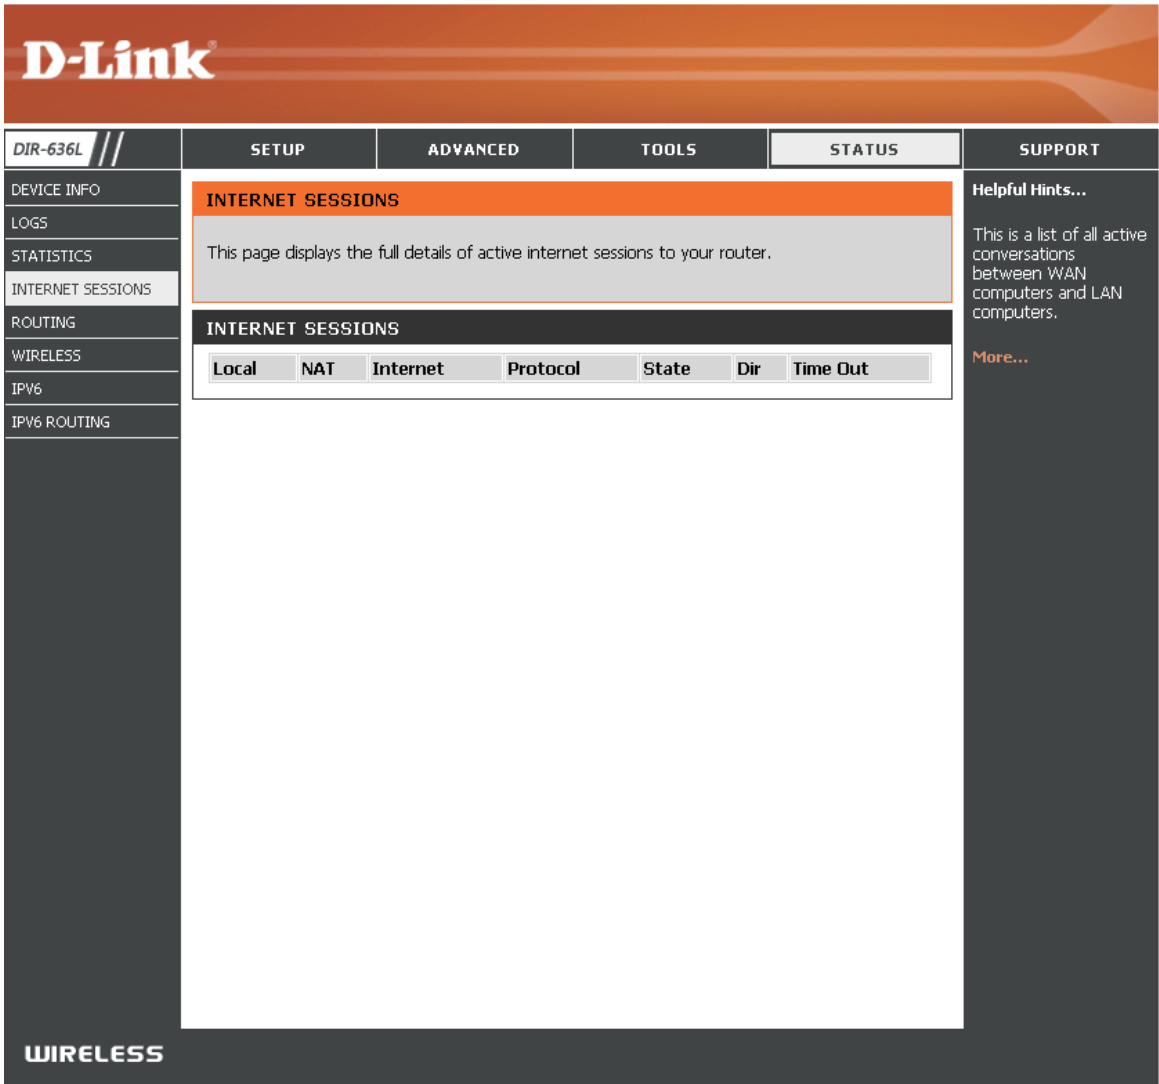 D-Link®
DIR-636L
SETUP
ADVANCED
TOOLS
STATUS
SUPPORT
DEVICE INFO
LOGS
STATISTICS
INTERNET SESSIONS
ROUTING
WIRELESS
IPV6
IPV6 ROUTING
INTERNET SESSIONS
This page displays the full details of active internet sessions to your router.
INTERNET SESSIONS
Local NAT Internet Protocol State Dir Time Out
Helpful Hints...
This is a list of all active
conversations
between WAN
computers and LAN
computers.
More...
WIRELESS